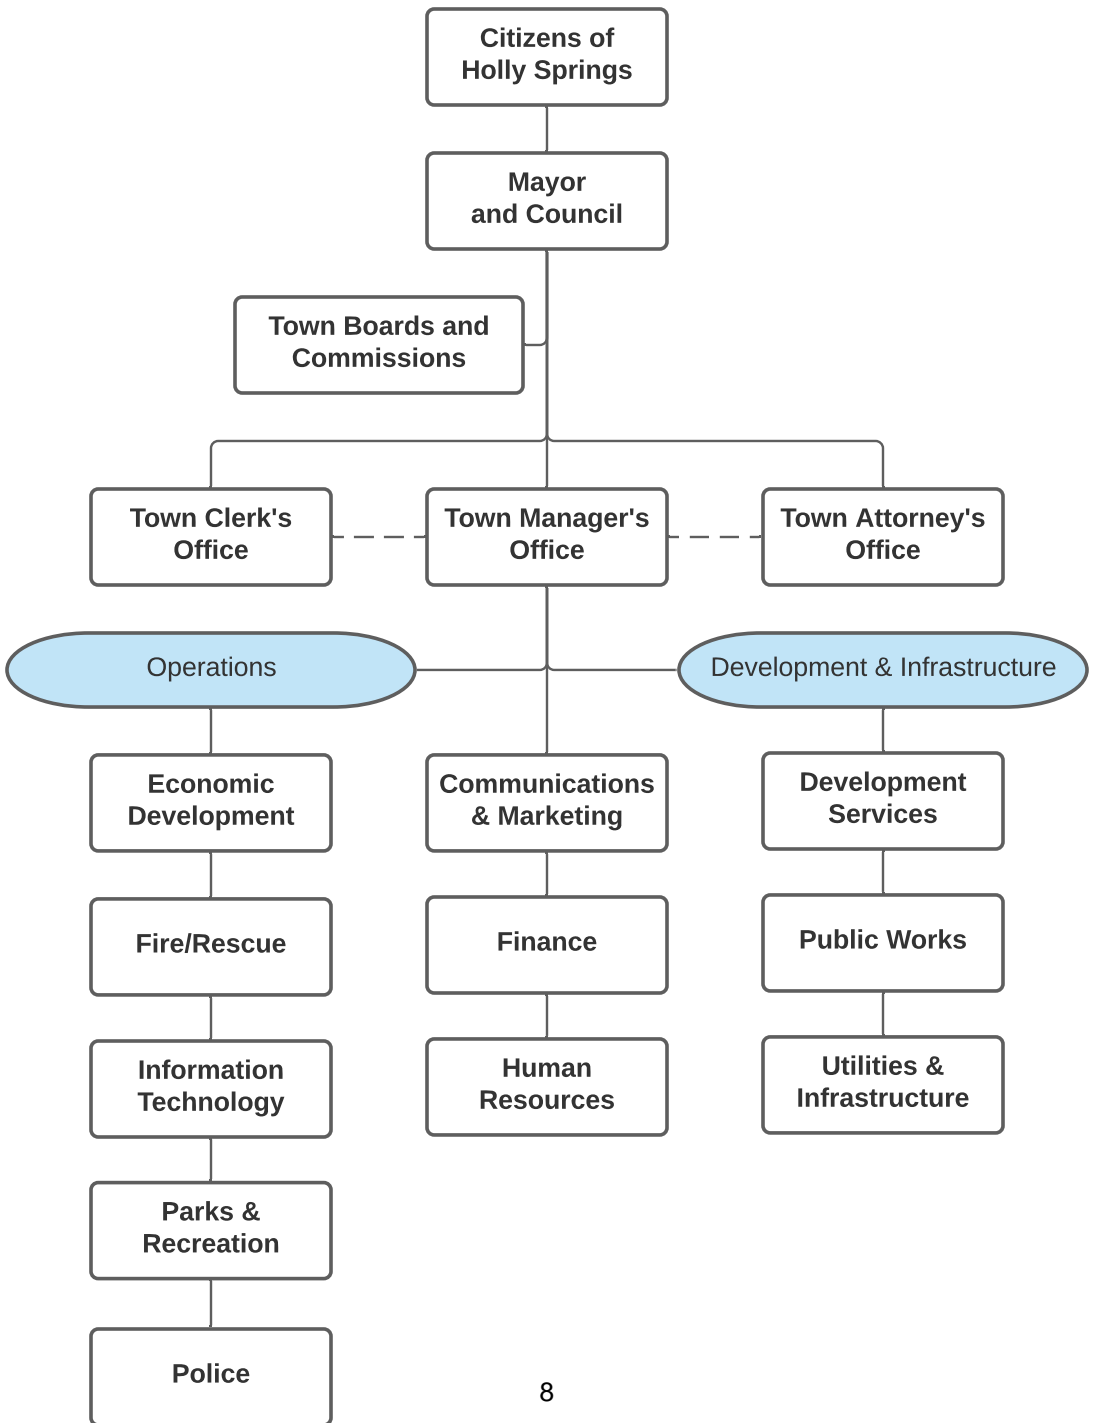 Citizens of
Holly Springs
Mayor
and Council
Town Boards and
Commissions
Town Clerk's
Office
Town Manager's
Office
Town Attorney's
Office
Operations
Development & Infrastructure
Economic
Development
Communications
& Marketing
Development
Services
Fire/Rescue
Finance
Public Works
Information
Technology
Human
Resources
Utilities &
Infrastructure
Parks &
Recreation
Police
8